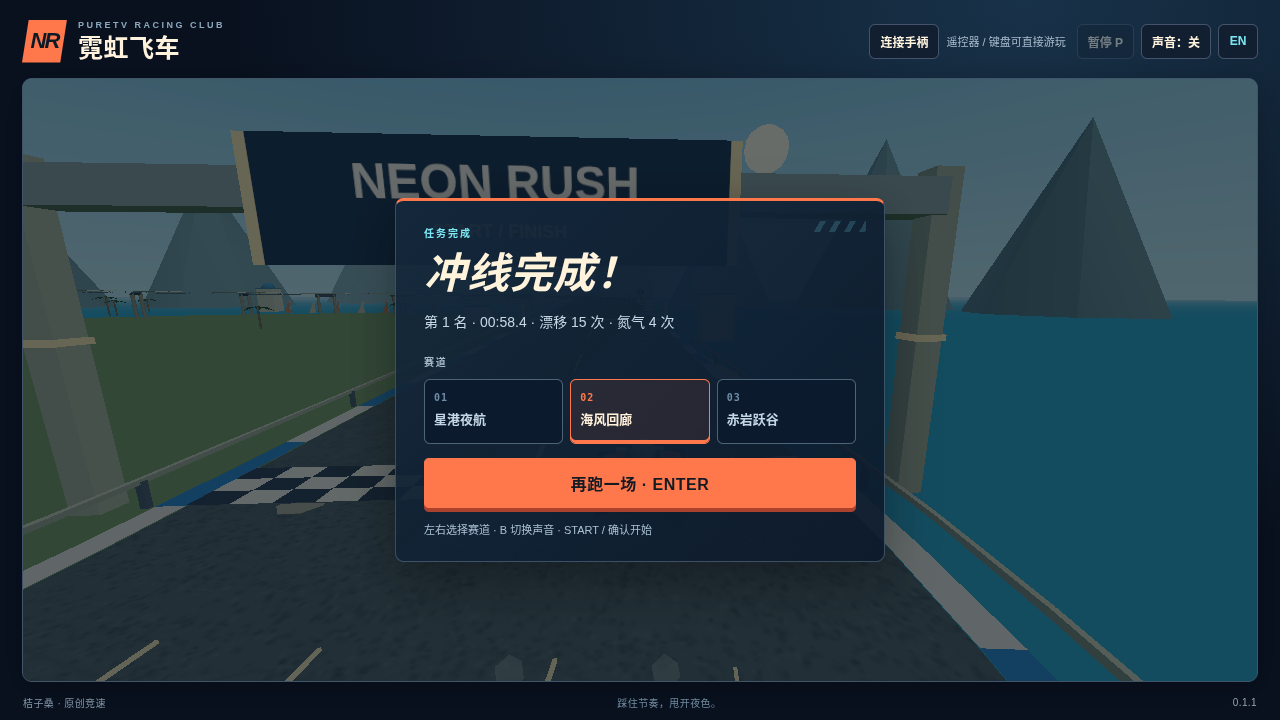 NR
PURETV RACING CLUB
霓虹飞车
连接手柄
遥控器 / 键盘可直接游玩
暂停 P
声音：关
EN
NEON RUSH
START / FINISH
任务完成
冲线完成！
第 1 名 · 00:58.4 · 漂移 15 次 · 氮气 4 次
赛道
01
星港夜航
02
海风回廊
03
赤岩跃谷
再跑一场 · ENTER
左右选择赛道 · B 切换声音 · START / 确认开始
桔子桑 · 原创竞速
踩住节奏，甩开夜色。
0.1.1